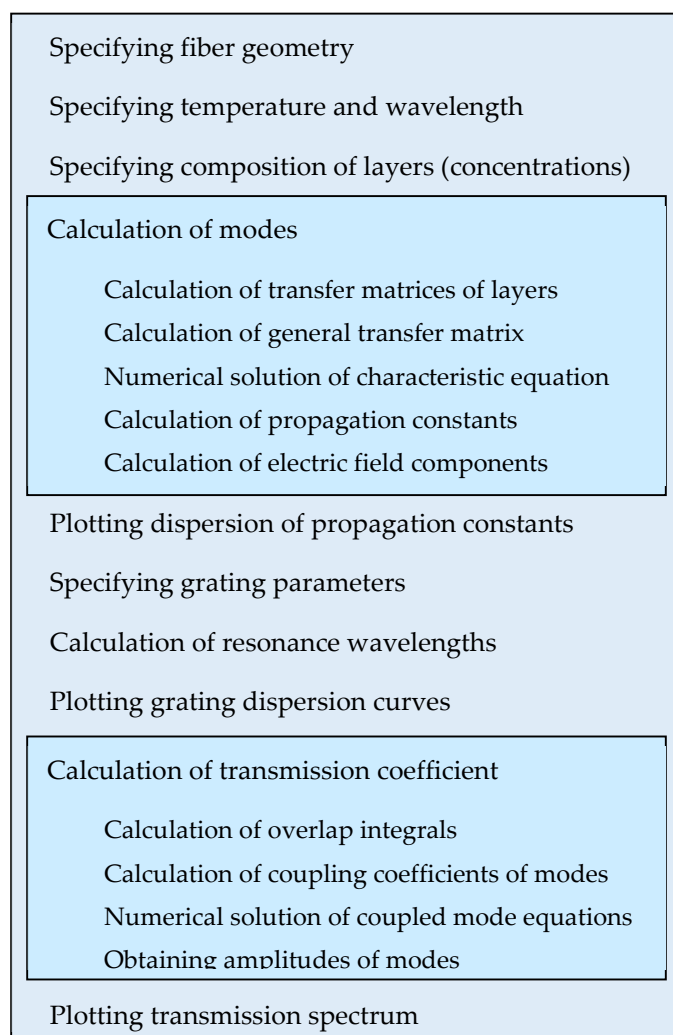 Specifying fiber geometry
Specifying temperature and wavelength
Specifying composition of layers (concentrations)
Calculation of modes
Calculation of transfer matrices of layers
Calculation of general transfer matrix
Numerical solution of characteristic equation
Calculation of propagation constants
Calculation of electric field components
Plotting dispersion of propagation constants
Specifying grating parameters
Calculation of resonance wavelengths
Plotting grating dispersion curves
Calculation of transmission coefficient
Calculation of overlap integrals
Calculation of coupling coefficients of modes
Numerical solution of coupled mode equations
Obtaining amplitudes of modes
Plotting transmission spectrum